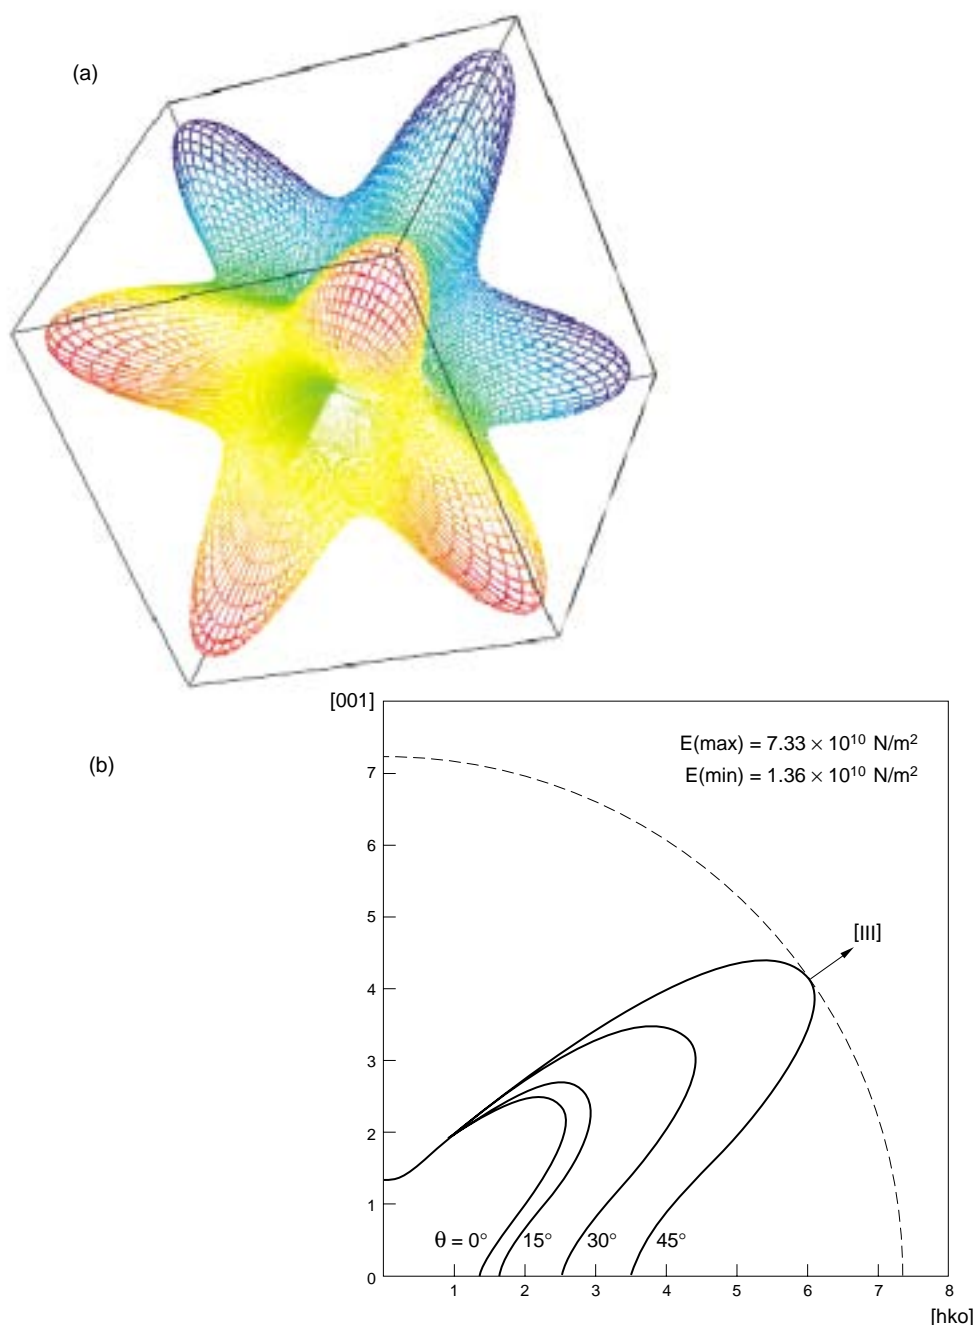 (a)
[001]
(b)
E(max) = 7.33 × 10¹⁰ N/m²
E(min) = 1.36 × 10¹⁰ N/m²
7
6
5
[III]
4
3
2
1
θ = 0° 15° 30° 45°
0
1 2 3 4 5 6 7 8
[hko]